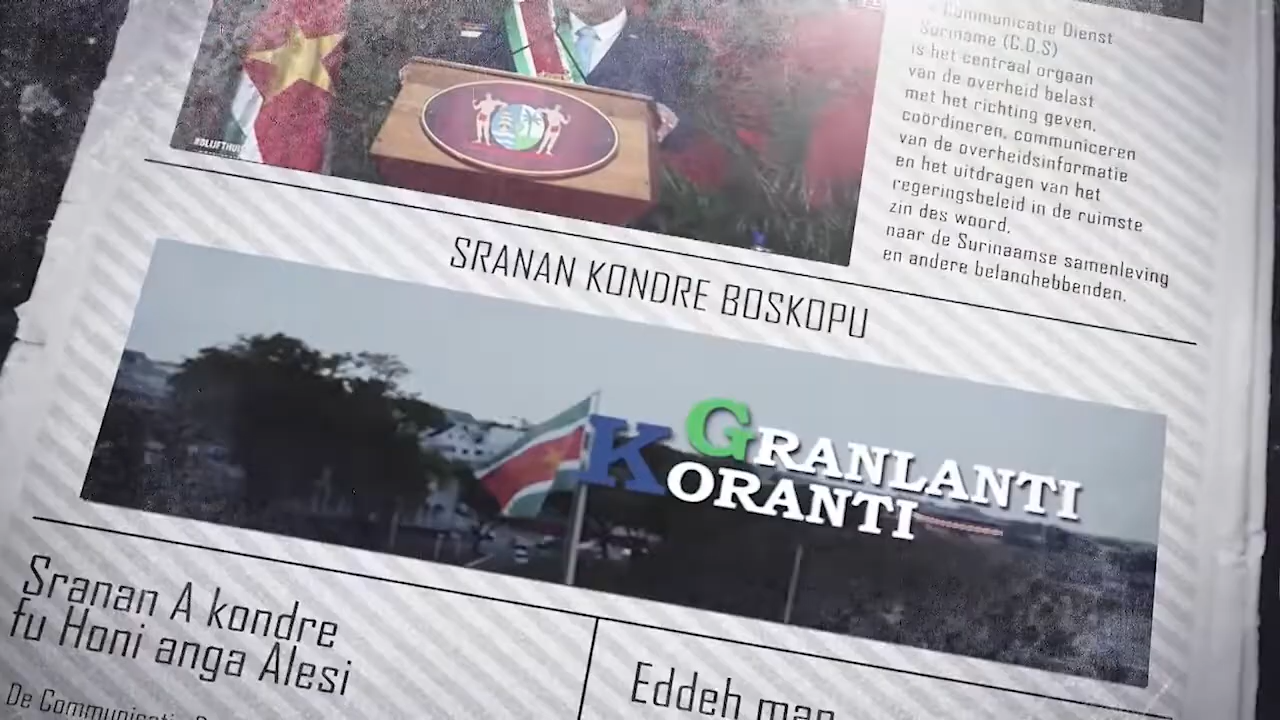 Communicatie Dienst
Suriname (C.D.S)
is het centraal orgaan
van de overheid belast
met het richting geven,
coördineren, communiceren
van de overheidsinformatie
en het uitdragen van het
regeringsbeleid in de ruimste
zin des woord,
naar de Surinaamse samenleving
en andere belanghebbenden.
SRANAN KONDRE BOSKOPU
GRANLANTI
KORANTI
Sranan A kondre
fu Honi anga Alesi
De
Eddeh man